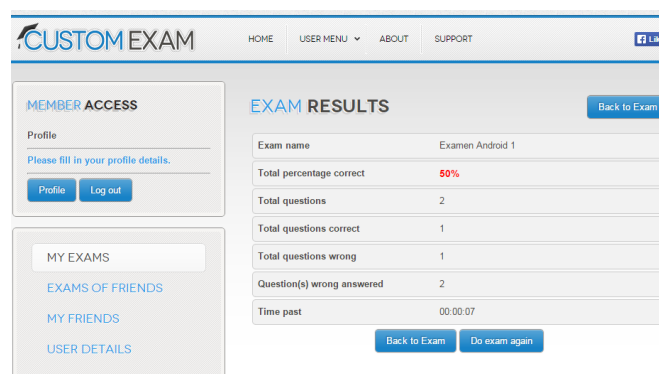 CUSTOM EXAM
HOME USER MENU ABOUT SUPPORT
MEMBER ACCESS
Profile
Please fill in your profile details.
Profile Log out
MY EXAMS
EXAMS OF FRIENDS
MY FRIENDS
USER DETAILS
EXAM RESULTS
Back to Exam
Exam name Examen Android 1
Total percentage correct 50%
Total questions 2
Total questions correct 1
Total questions wrong 1
Question(s) wrong answered 2
Time past 00:00:07
Back to Exam Do exam again